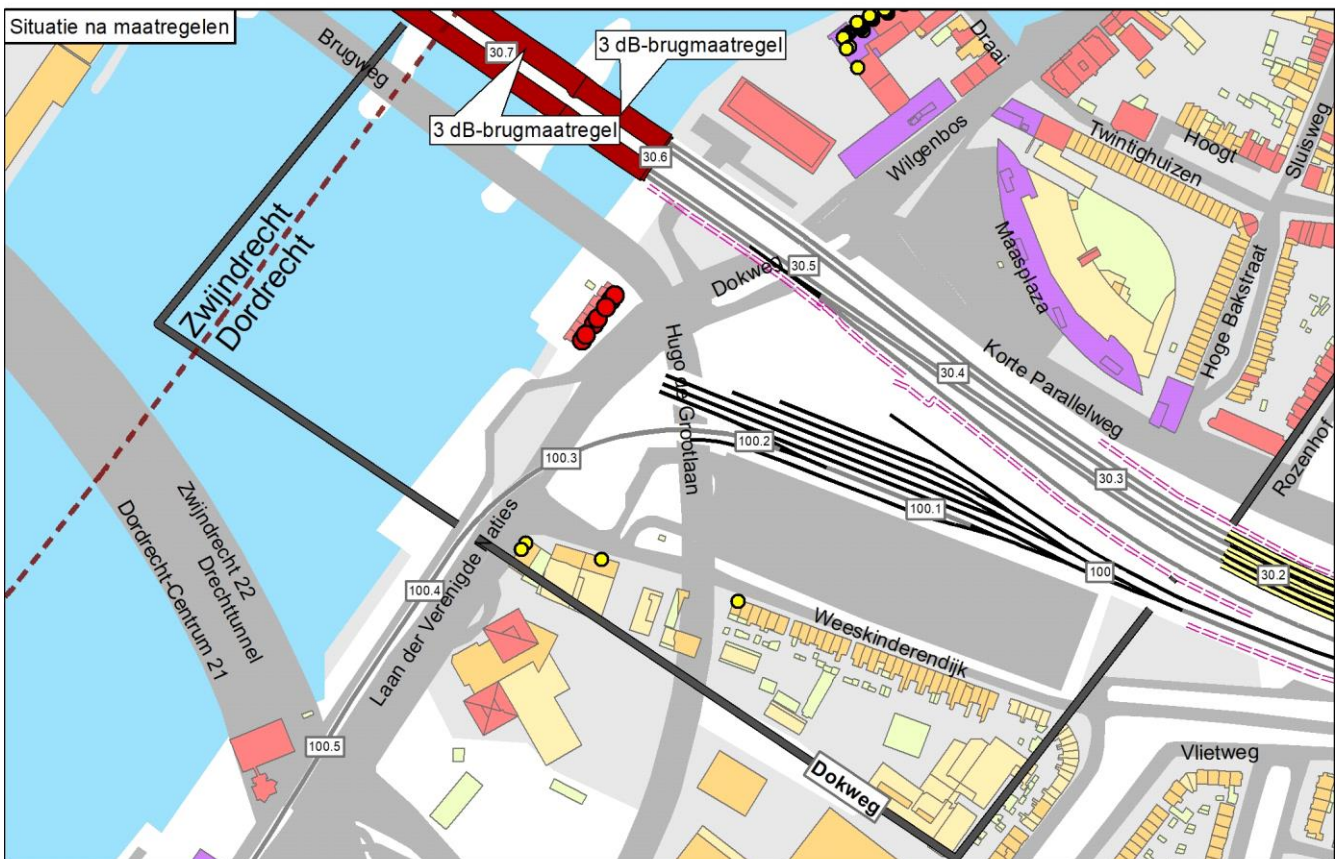 Situatie na maatregelen
Brugweg
30.7
3 dB-brugmaatregel
3 dB-brugmaatregel
30.6
Draai
Wilgenbos
Twintighuizen
Hoogt
Sluisweg
Zwijndrecht
Dordrecht
Dokweg
30.5
Maasplaza
Hoge Bakstraat
Hugo de Grootlaan
30.4
Korte Parallelweg
Rozenhof
100.2
100.3
30.3
100.1
100
30.2
Zwijndrecht 22
Drechttunnel
Dordrecht-Centrum 21
100.4
Laan der Verenigde Naties
Weeskinderendijk
100.5
Dokweg
Vlietweg